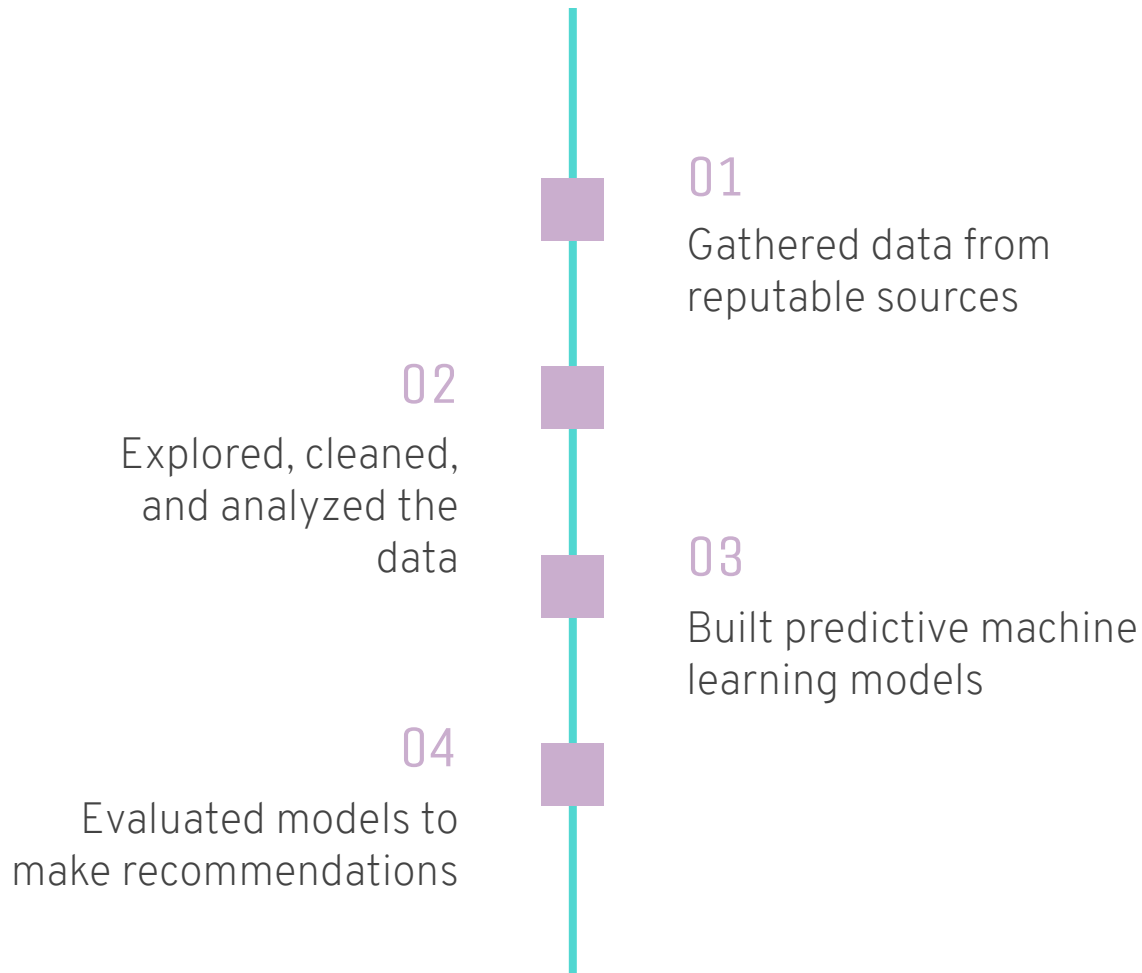 01
Gathered data from
reputable sources
02
Explored, cleaned,
and analyzed the
data
03
Built predictive machine
learning models
04
Evaluated models to
make recommendations